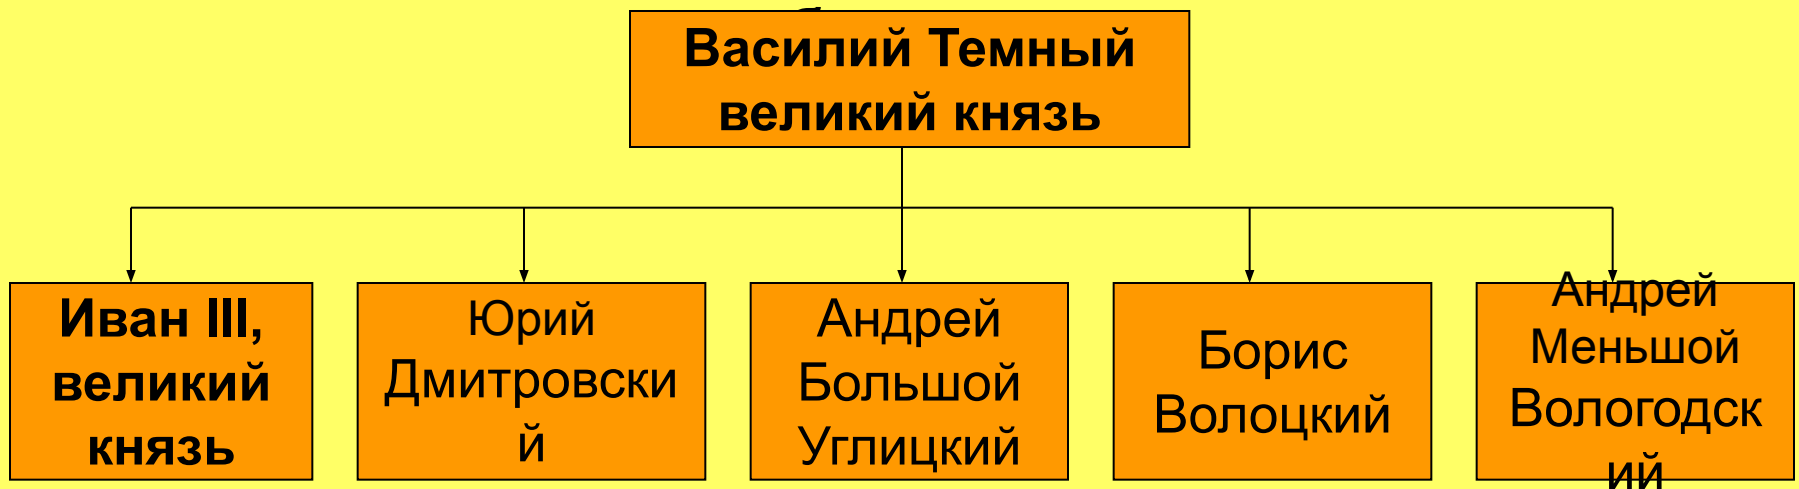 Василий Темный
великий князь
Иван III,
великий
князь
Юрий
Дмитровски
й
Андрей
Большой
Углицкий
Борис
Волоцкий
Андрей
Меньшой
Вологодск
ий